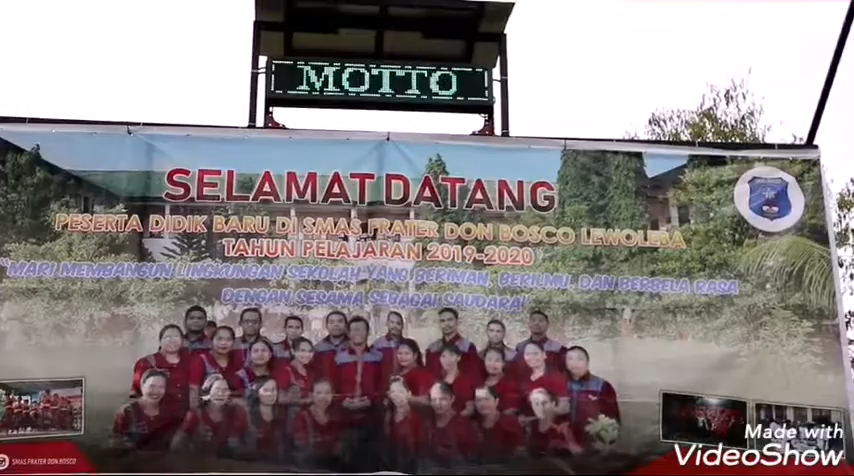 MOTTO
SELAMAT DATANG
PESERTA DIDIK BARU DI SMAS FRATER DON BOSCO LEWOLEBA
TAHUN PELAJARAN 2019-2020
"MARI MEMBANGUN LINGKUNGAN SEKOLAH YANG BERIMAN, BERILMU, DAN BERBELA RASA
DENGAN SESAMA SEBAGAI SAUDARA"
SMAS.FRATER DON BOSCO
Made with
VideoShow